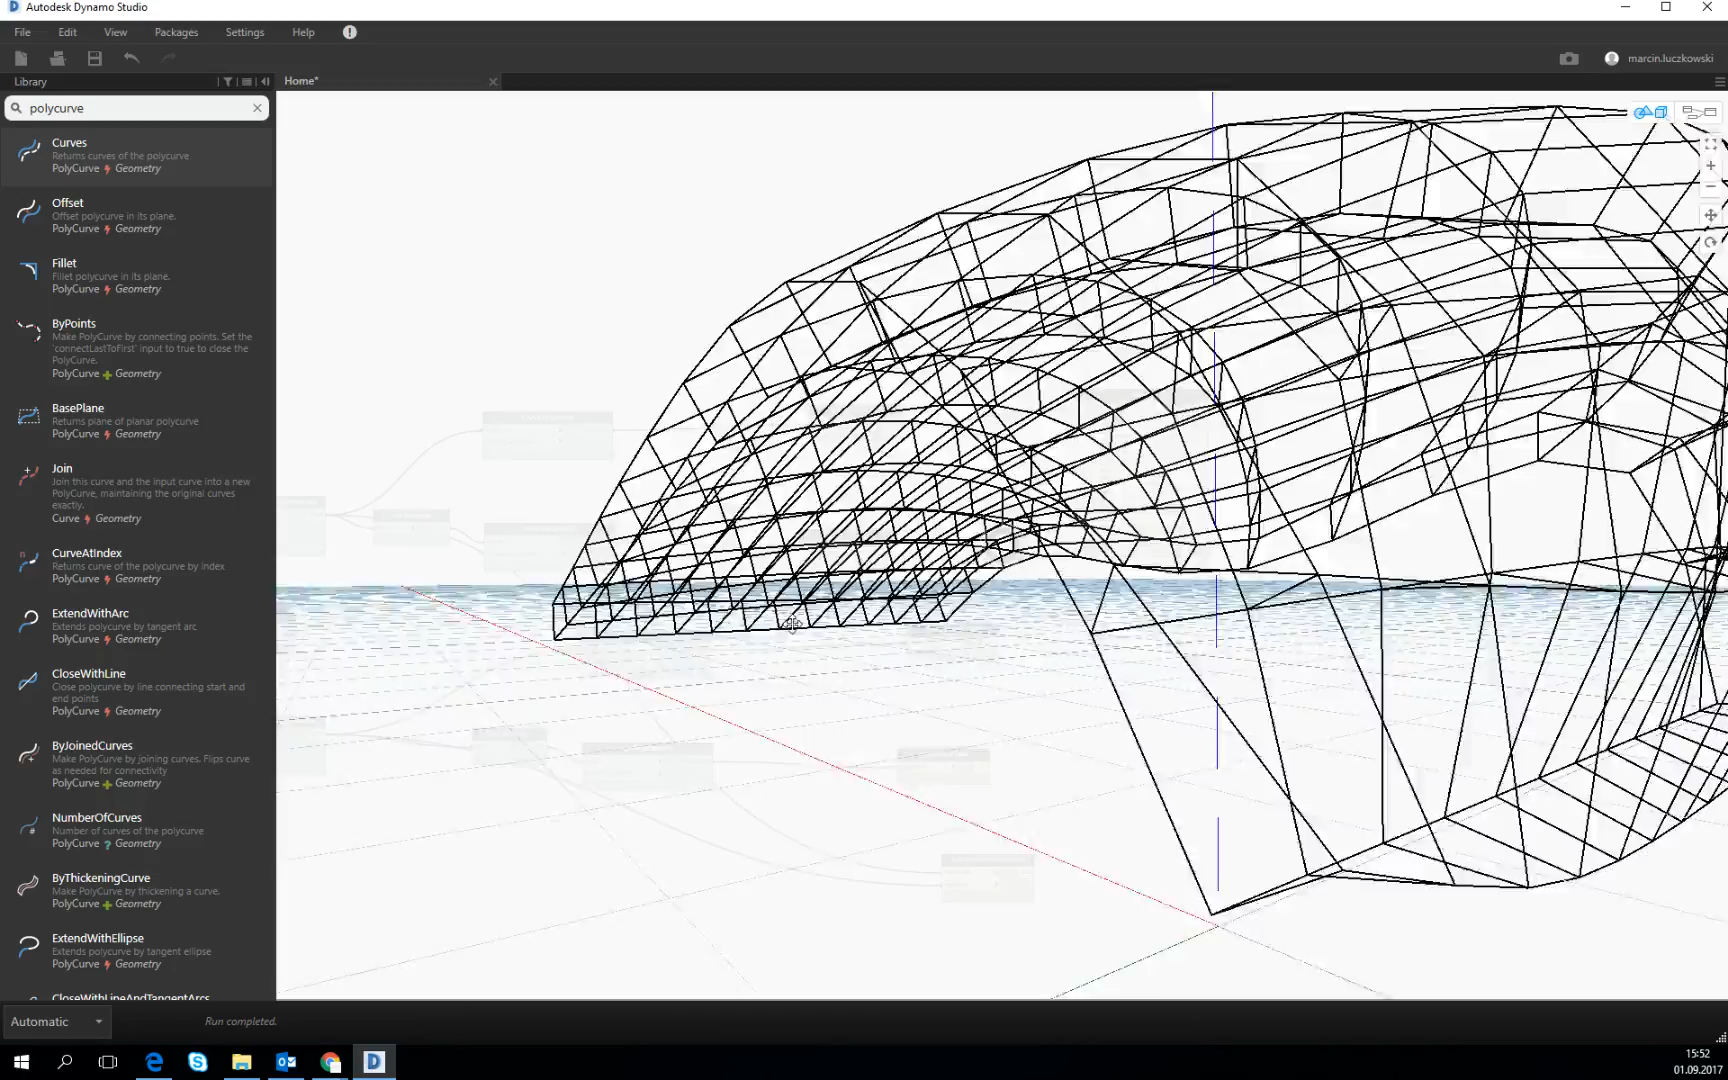 Autodesk Dynamo Studio
File Edit View Packages Settings Help
marcin.luczkowski
Library
Home*
polycurve
Curves
Returns curves of the polycurve
PolyCurve Geometry
Offset
Offset polycurve in its plane.
PolyCurve Geometry
Fillet
Fillet polycurve in its plane.
PolyCurve Geometry
ByPoints
Make PolyCurve by connecting points. Set the
'connectLastToFirst' input to true to close the
PolyCurve.
PolyCurve Geometry
BasePlane
Returns plane of planar polycurve
PolyCurve Geometry
Join
Join this curve and the input curve into a new
PolyCurve, maintaining the original curves
exactly.
Curve Geometry
CurveAtIndex
Returns curve of the polycurve by index
PolyCurve Geometry
ExtendWithArc
Extends polycurve by tangent arc
PolyCurve Geometry
CloseWithLine
Close polycurve by line connecting start and
end points
PolyCurve Geometry
ByJoinedCurves
Make PolyCurve by joining curves. Flips curve
as needed for connectivity
PolyCurve Geometry
NumberOfCurves
Number of curves of the polycurve
PolyCurve ? Geometry
ByThickeningCurve
Make PolyCurve by thickening a curve.
PolyCurve Geometry
ExtendWithEllipse
Extends polycurve by tangent ellipse
PolyCurve Geometry
CloseWithLineAndTangentArcs
Automatic
Run completed.
15:52
01.09.2017